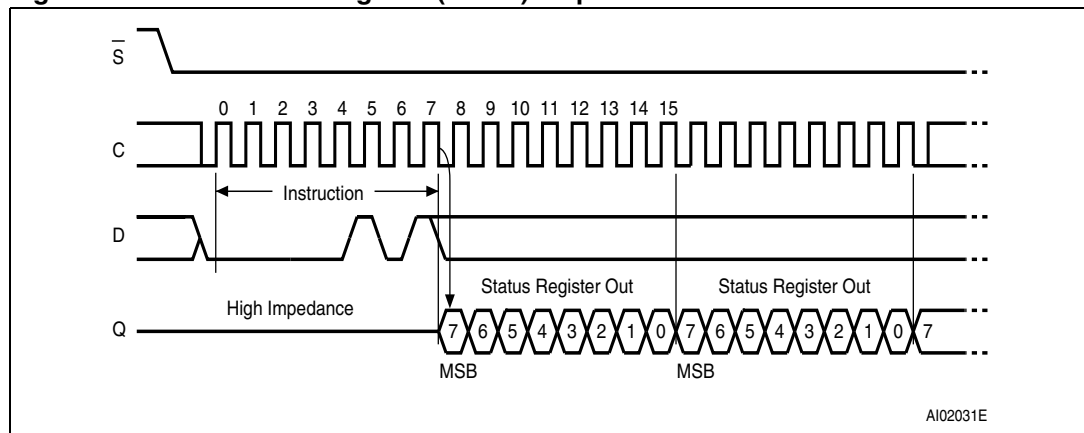 S
0 1 2 3 4 5 6 7 8 9 10 11 12 13 14 15
C
Instruction
D
Status Register Out Status Register Out
High Impedance
Q 7 6 5 4 3 2 1 0 7 6 5 4 3 2 1 0 7
MSB MSB
AI02031E